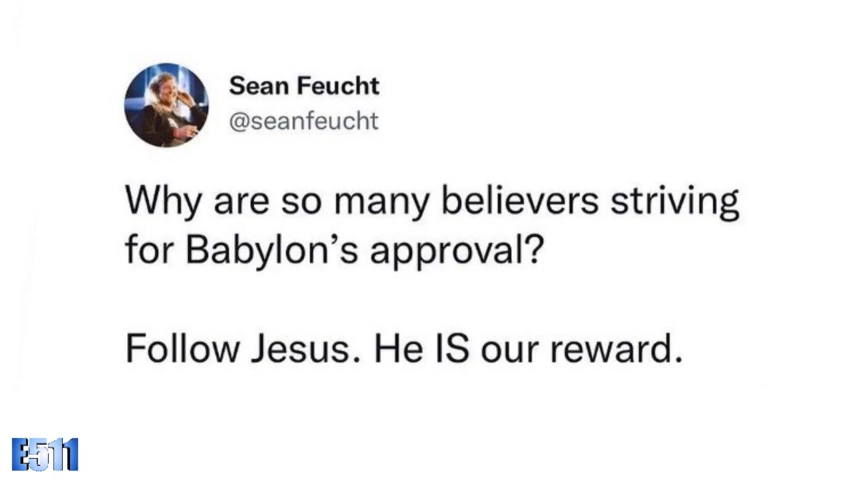 Sean Feucht
@seanfeucht
Why are so many believers striving
for Babylon’s approval?
Follow Jesus. He IS our reward.
E511